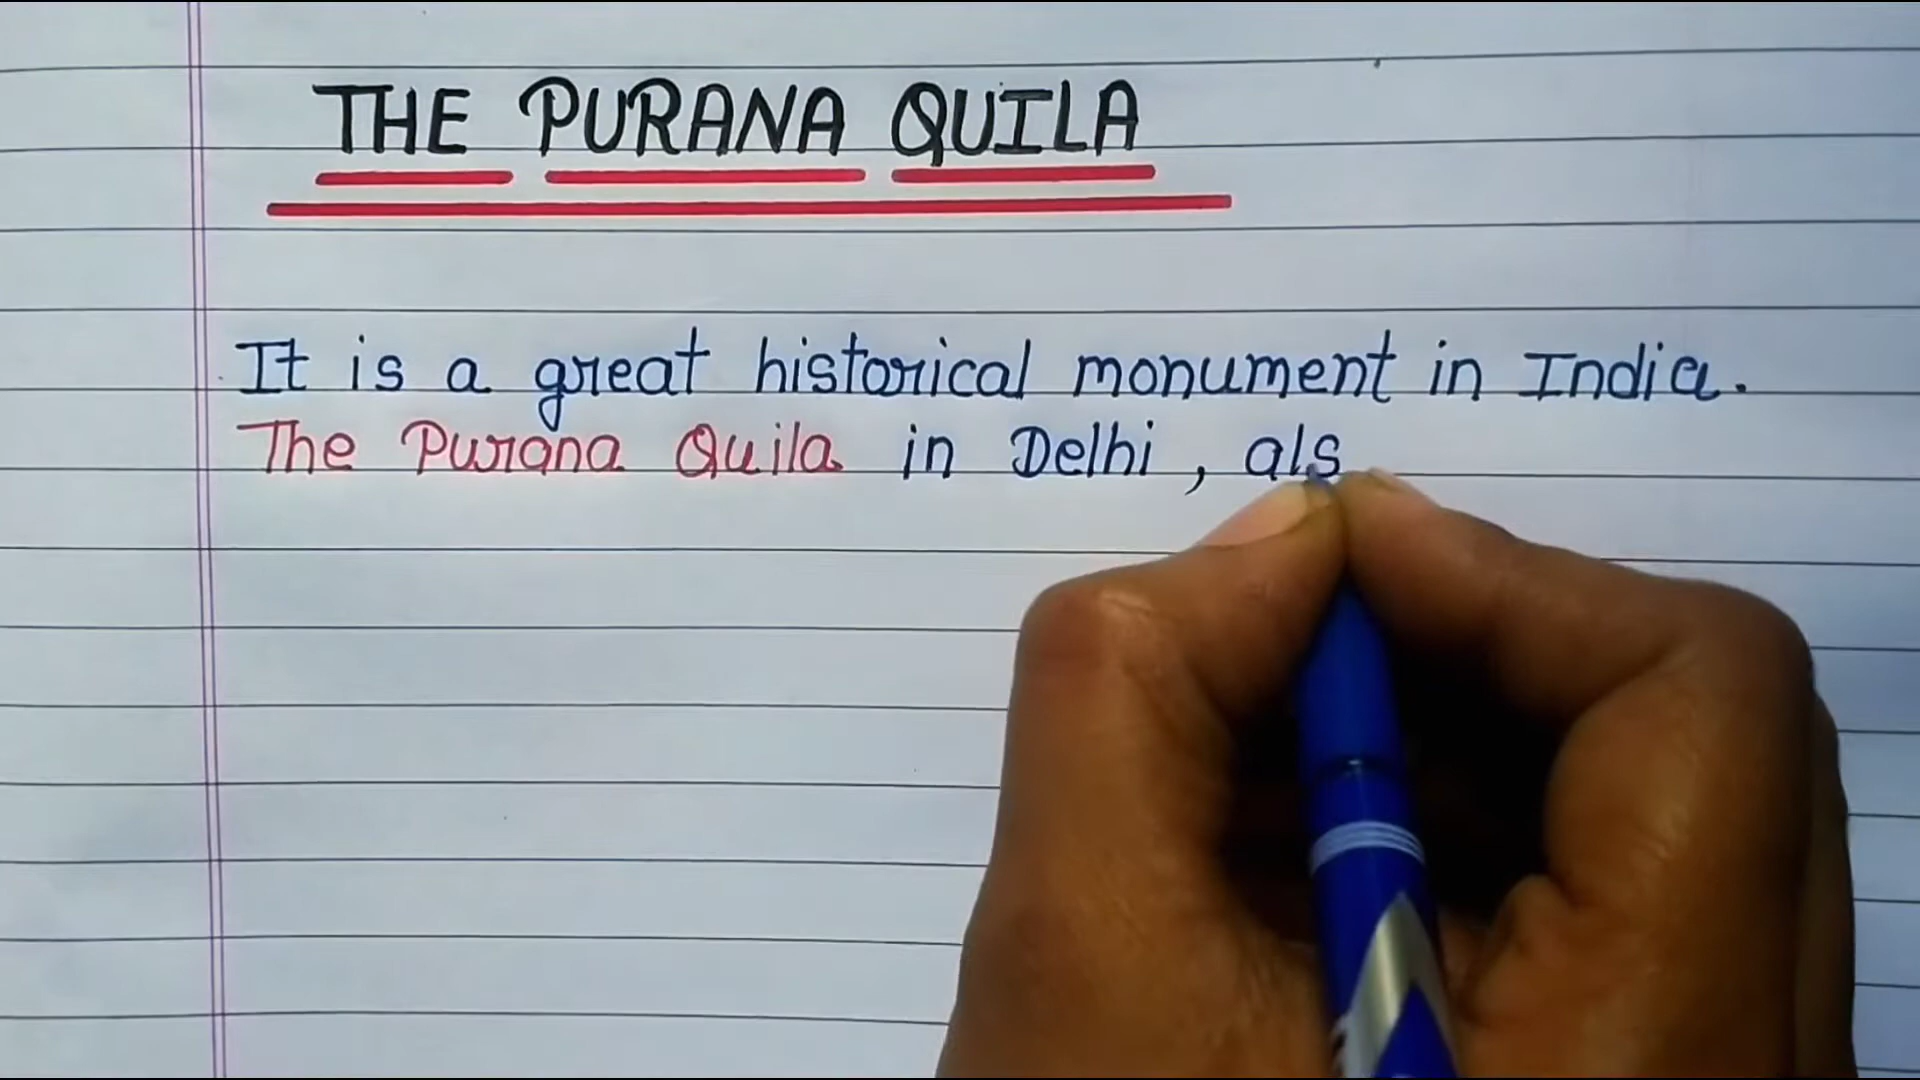 THE PURANA QUILA
It is a great historical monument in India.
The Purana Quila in Delhi, als